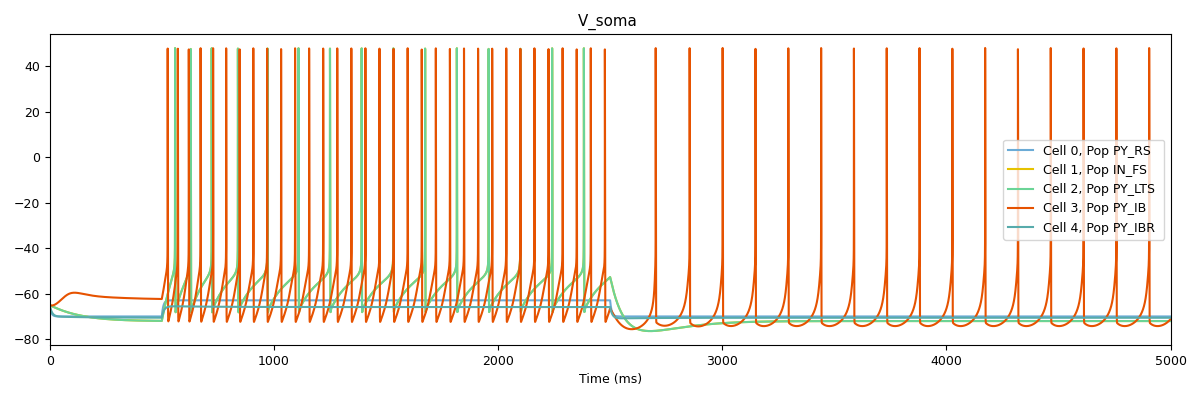 V_soma
40
20
0
−20
−40
−60
−80
Cell 0, Pop PY_RS
Cell 1, Pop IN_FS
Cell 2, Pop PY_LTS
Cell 3, Pop PY_IB
Cell 4, Pop PY_IBR
0 1000 2000 3000 4000 5000
Time (ms)